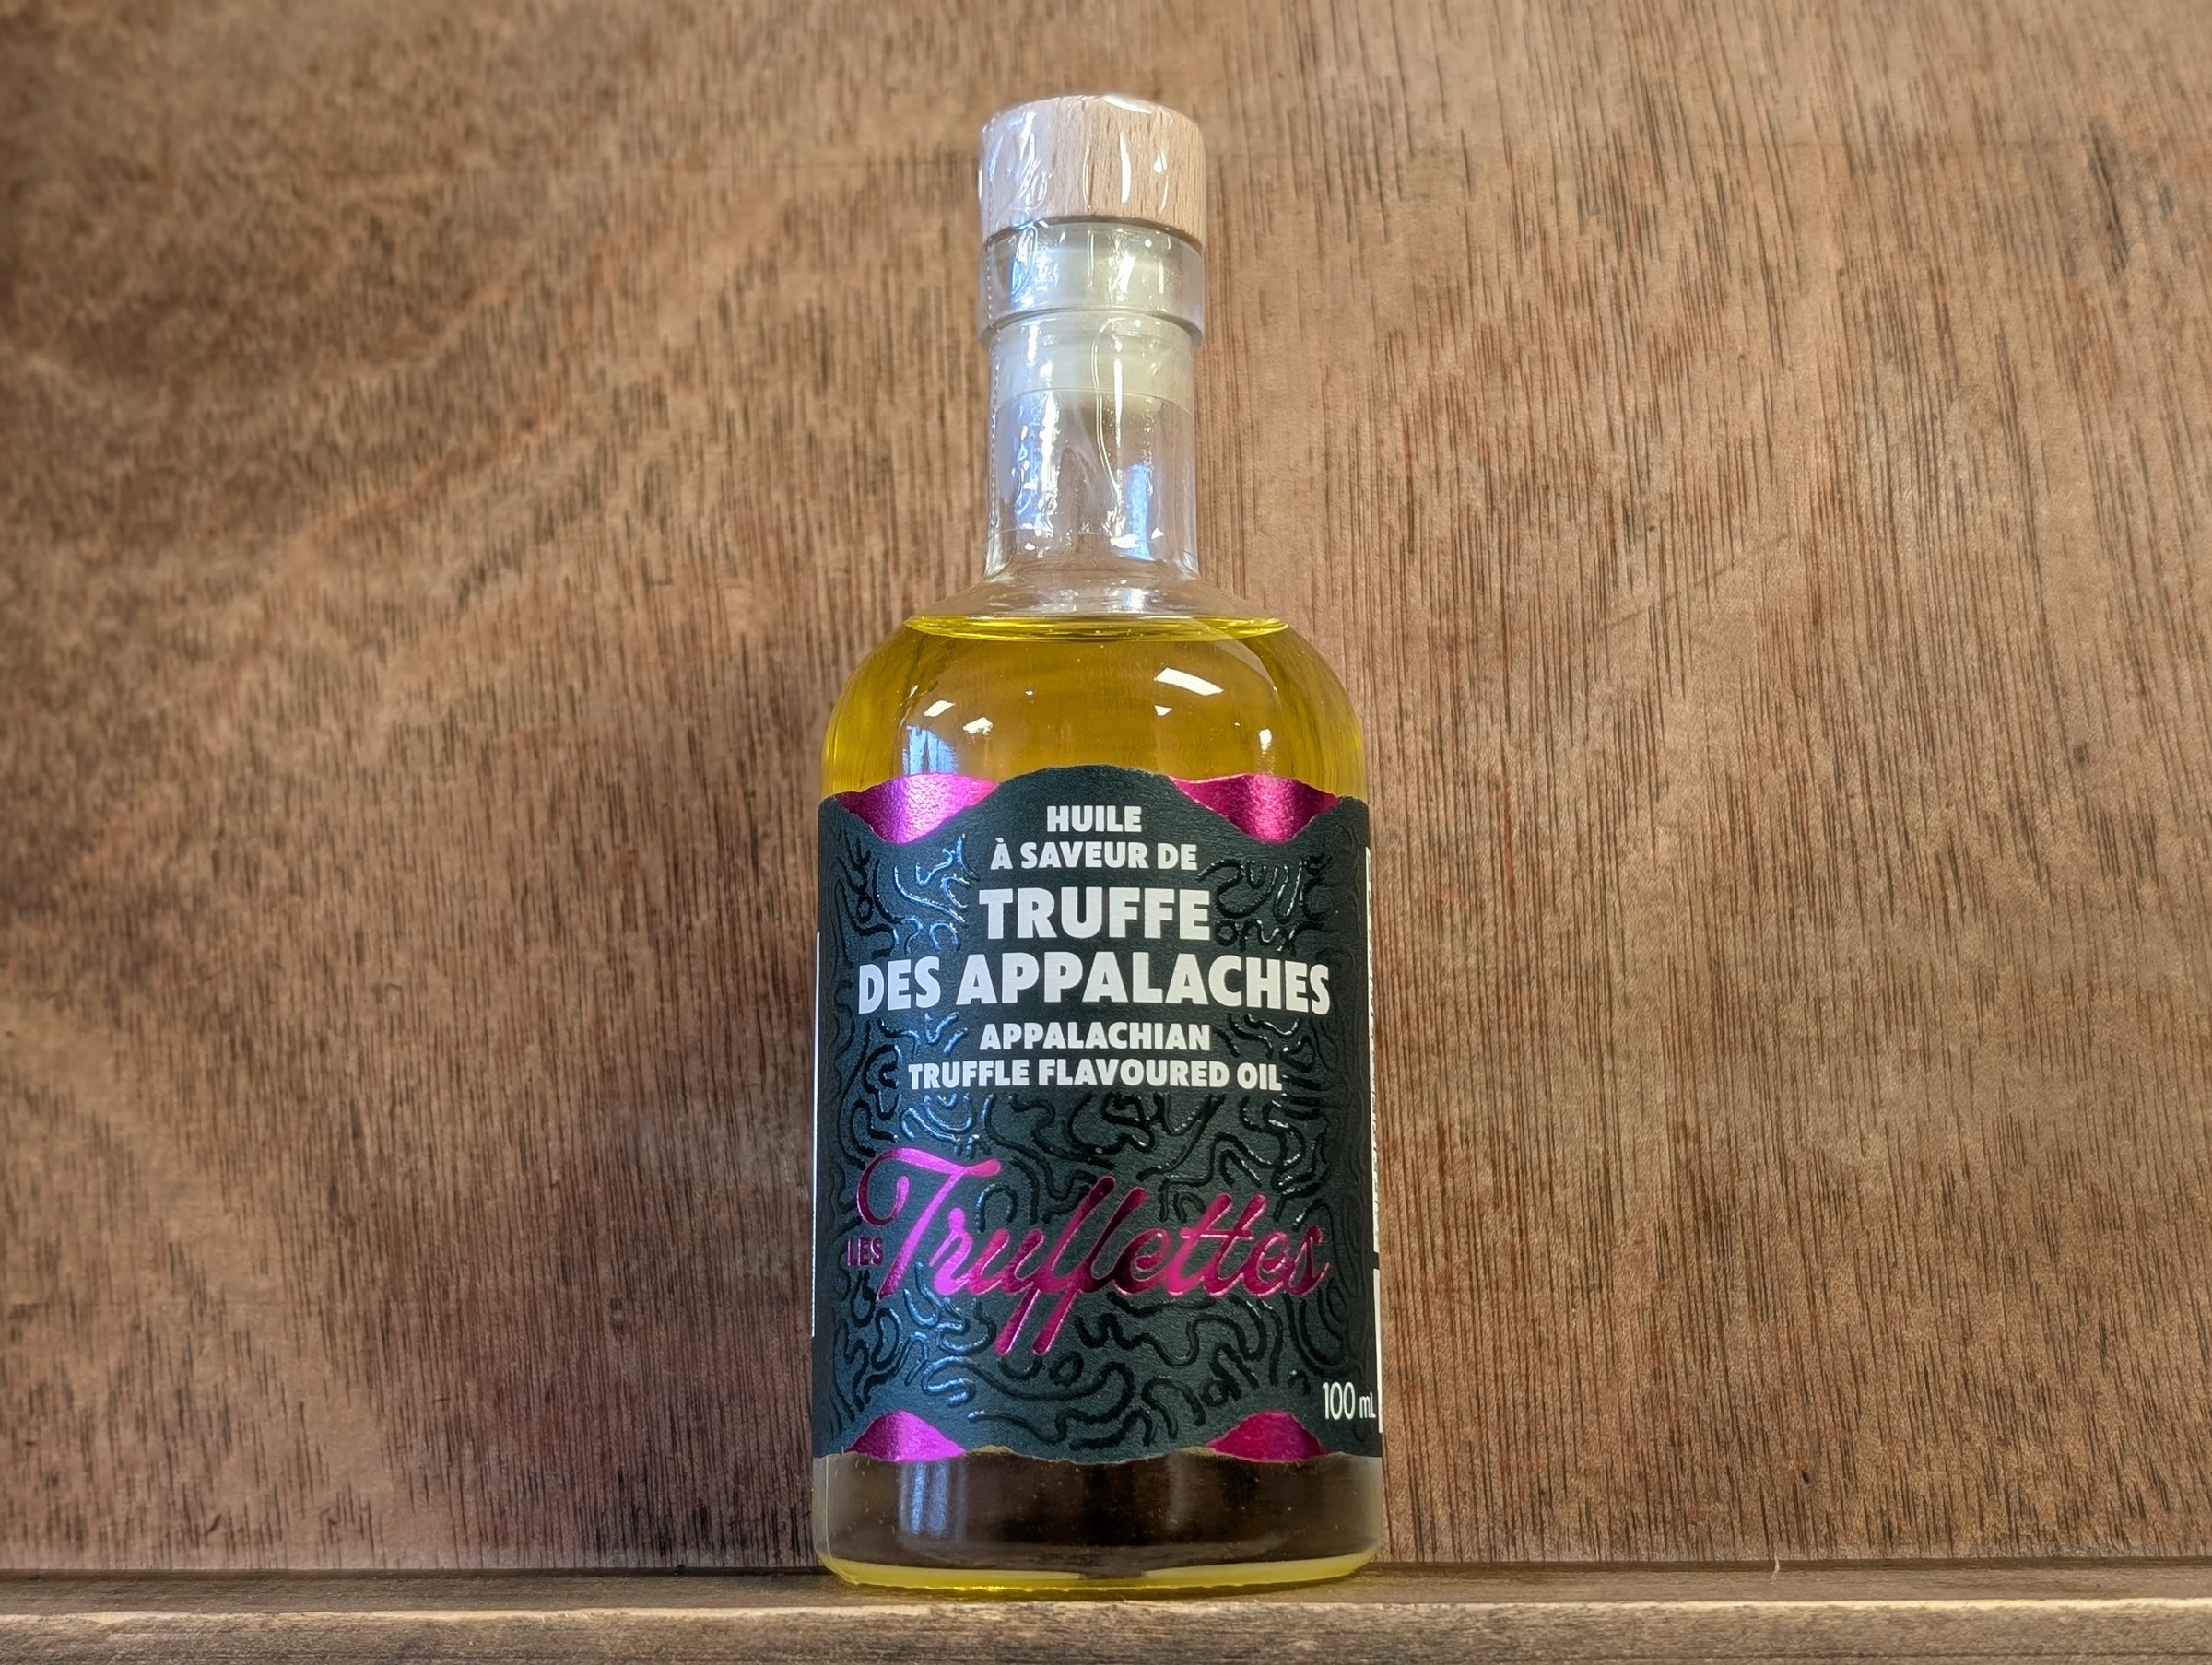 HUILE
À SAVEUR DE
TRUFFE
DES APPALACHES
APPALACHIAN
TRUFFLE FLAVOURED OIL
LES Truffettes
100 mL